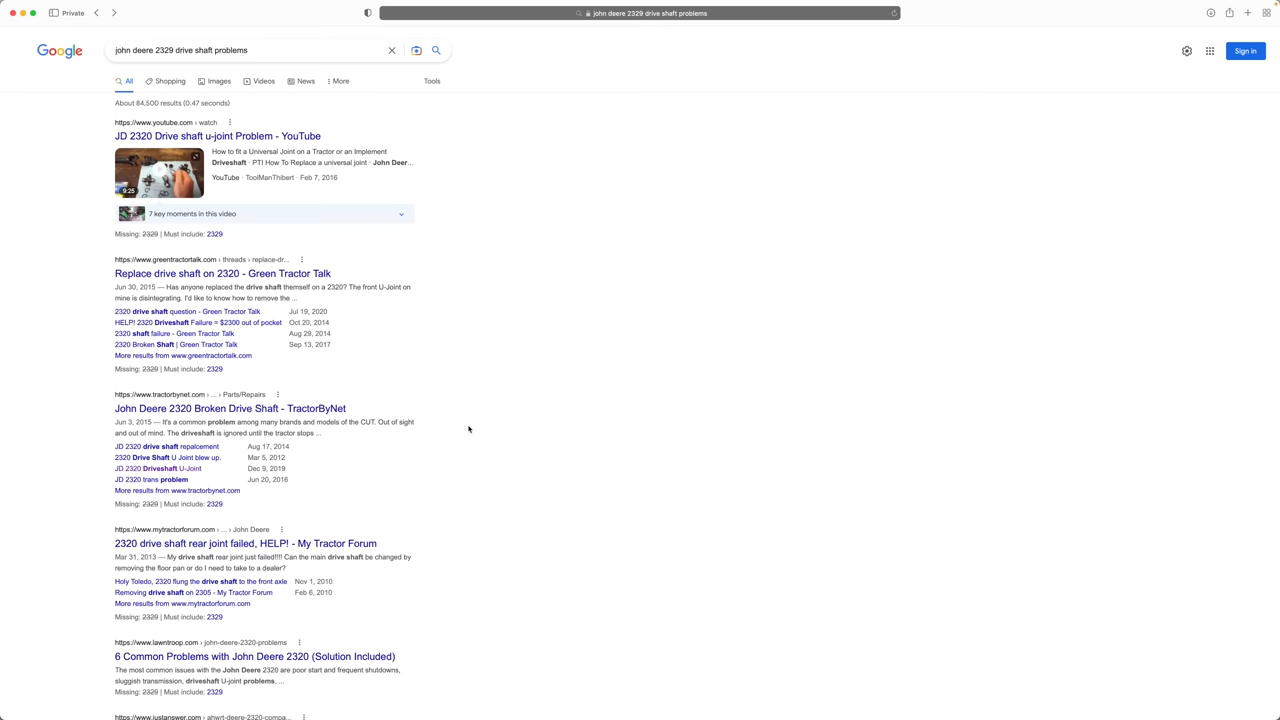 Private
john deere 2329 drive shaft problems
Google
john deere 2329 drive shaft problems
Sign in
All
Shopping
Images
Videos
News
More
Tools
About 84,500 results (0.47 seconds)
https://www.youtube.com › watch
JD 2320 Drive shaft u-joint Problem - YouTube
How to fit a Universal Joint on a Tractor or an Implement
Driveshaft · PTI How To Replace a universal joint · John Deer...
YouTube · ToolManThibert · Feb 7, 2016
9:25
7 key moments in this video
Missing: 2329 | Must include: 2329
https://www.greentractortalk.com › threads › replace-dr...
Replace drive shaft on 2320 - Green Tractor Talk
Jun 30, 2015 — Has anyone replaced the drive shaft themself on a 2320? The front U-Joint on
mine is disintegrating. I'd like to know how to remove the ...
2320 drive shaft question - Green Tractor Talk Jul 19, 2020
HELP! 2320 Driveshaft Failure = $2300 out of pocket Oct 20, 2014
2320 shaft failure - Green Tractor Talk Aug 29, 2014
2320 Broken Shaft | Green Tractor Talk Sep 13, 2017
More results from www.greentractortalk.com
Missing: 2329 | Must include: 2329
https://www.tractorbynet.com › ... › Parts/Repairs
John Deere 2320 Broken Drive Shaft - TractorByNet
Jun 3, 2015 — It's a common problem among many brands and models of the CUT. Out of sight
and out of mind. The driveshaft is ignored until the tractor stops ...
JD 2320 drive shaft repalcement Aug 17, 2014
2320 Drive Shaft U Joint blew up. Mar 5, 2012
JD 2320 Driveshaft U-Joint Dec 9, 2019
JD 2320 trans problem Jun 20, 2016
More results from www.tractorbynet.com
Missing: 2329 | Must include: 2329
https://www.mytractorforum.com › ... › John Deere
2320 drive shaft rear joint failed, HELP! - My Tractor Forum
Mar 31, 2013 — My drive shaft rear joint just failed!!!! Can the main drive shaft be changed by
removing the floor pan or do I need to take to a dealer?
Holy Toledo, 2320 flung the drive shaft to the front axle Nov 1, 2010
Removing drive shaft on 2305 - My Tractor Forum Feb 6, 2010
More results from www.mytractorforum.com
Missing: 2329 | Must include: 2329
https://www.lawntroop.com › john-deere-2320-problems
6 Common Problems with John Deere 2320 (Solution Included)
The most common issues with the John Deere 2320 are poor start and frequent shutdowns,
sluggish transmission, driveshaft U-joint problems, ...
Missing: 2329 | Must include: 2329
https://www.justanswer.com › ahwrt-deere-2320-compa...